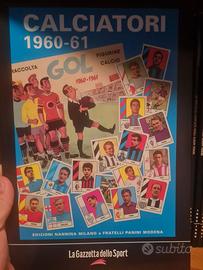 CALCIATORI
1960-61
RACCOLTA
FIGURINE
GOL
CALCIO
1960-1961
EDIZIONI NANNINA MILANO e FRATELLI PANINI MODENA
La Gazzetta dello Sport
subito